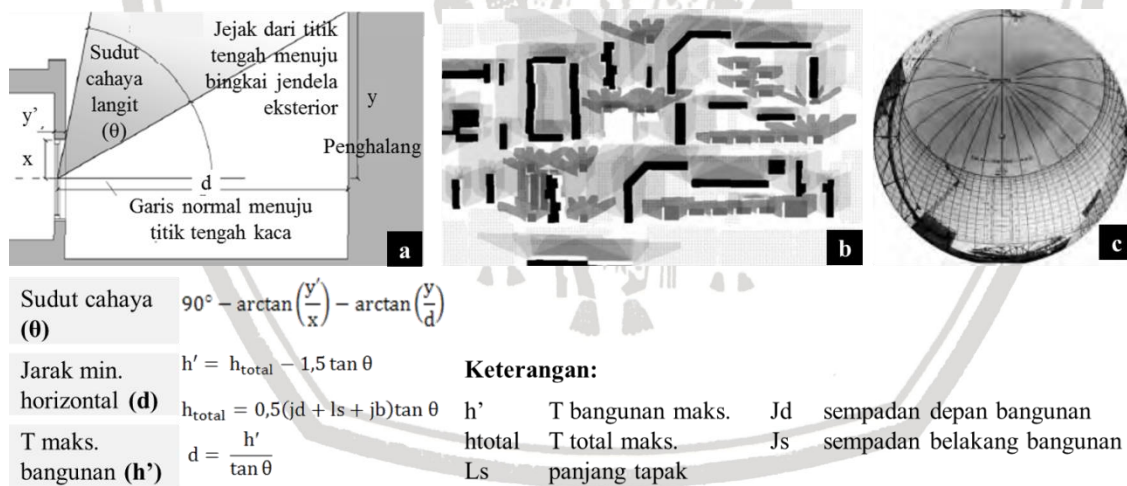 Sudut
cahaya
langit
(θ)
Jejak dari titik
tengah menuju
bingkai jendela
eksterior
y'
x
y
Penghalang
d
Garis normal menuju
titik tengah kaca
a
b
c
Sudut cahaya
(θ)
90° − arctan(y'/x) − arctan(y/d)
Jarak min.
horizontal (d)
h' = h_total − 1,5 tan θ
h_total = 0,5(jd + ls + jb)tan θ
T maks.
bangunan (h')
d = h'/tan θ
Keterangan:
h' T bangunan maks. Jd sempadan depan bangunan
htotal T total maks. Js sempadan belakang bangunan
Ls panjang tapak